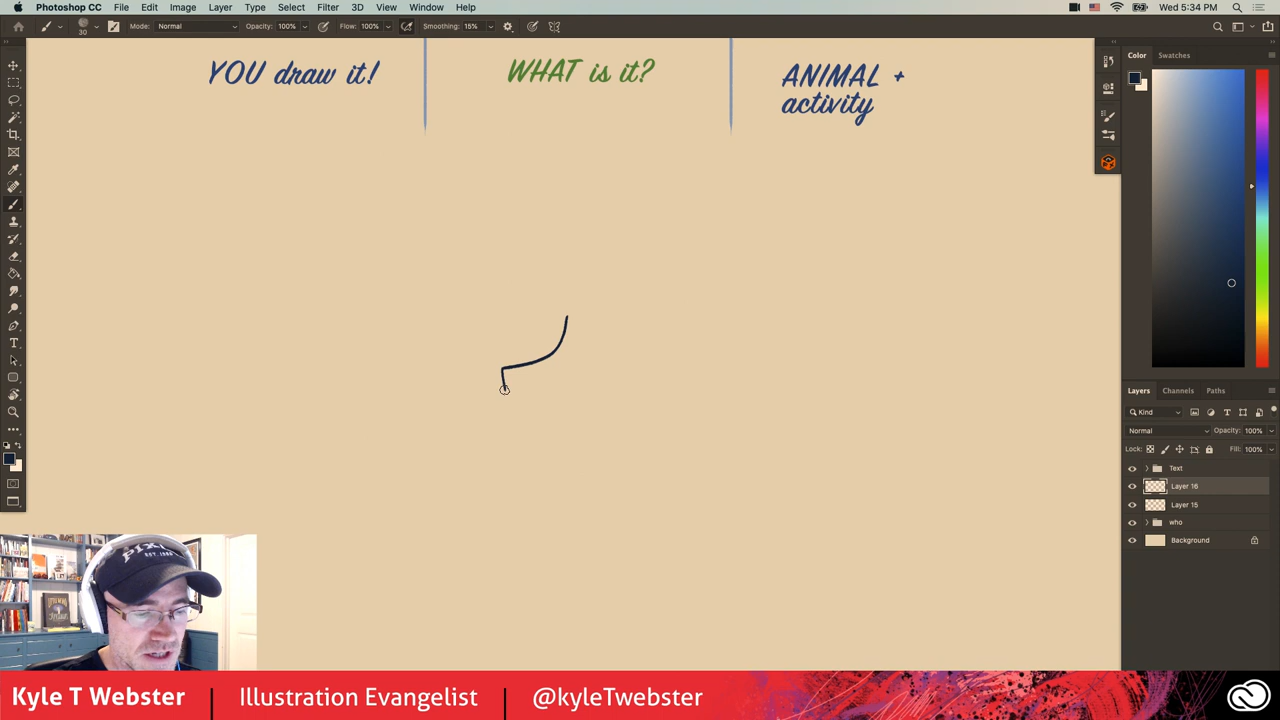 Photoshop CC File Edit Image Layer Type Select Filter 3D View Window Help Wed 5:34 PM
30 Mode: Normal Opacity: 100% Flow: 100% Smoothing: 15%
YOU draw it!
WHAT is it?
ANIMAL +
activity
Color Swatches
Layers Channels Paths
Kind
Normal Opacity: 100%
Lock: Fill: 100%
Text
Layer 16
Layer 15
who
Background
Kyle T Webster | Illustration Evangelist | @kyleTwebster